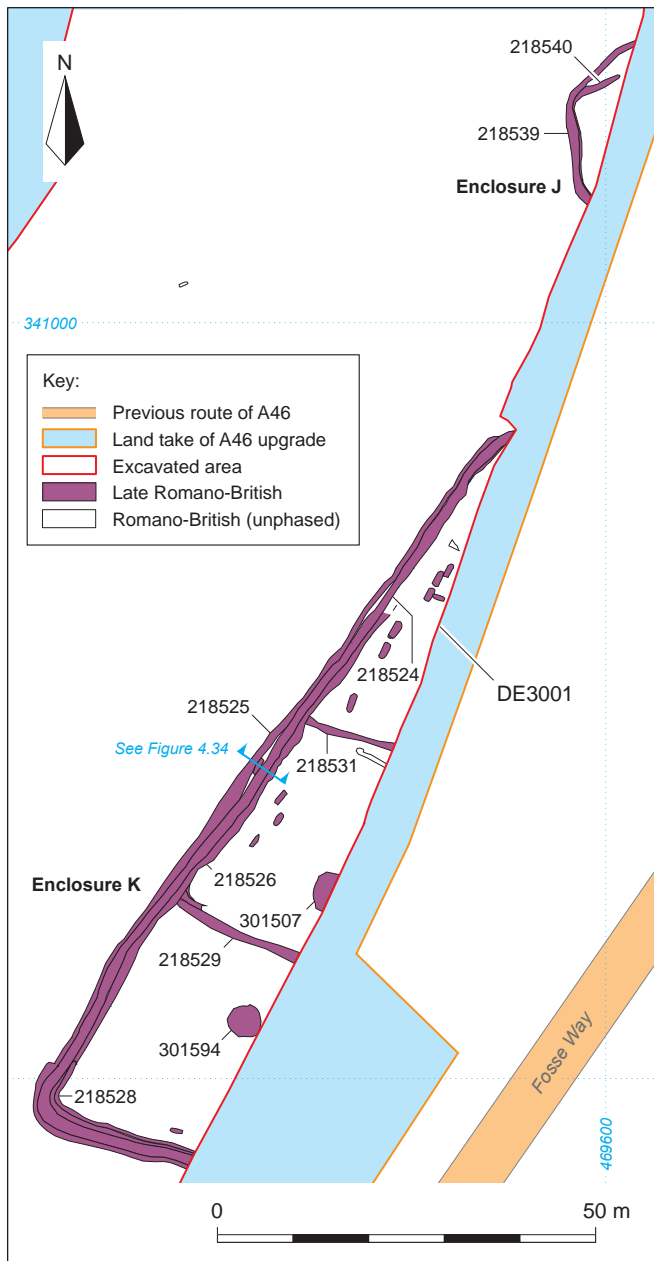 N
218540
218539
Enclosure J
341000
Key:
Previous route of A46
Land take of A46 upgrade
Excavated area
Late Romano-British
Romano-British (unphased)
218524
DE3001
218525
See Figure 4.34
218531
Enclosure K
218526
301507
218529
301594
Fosse Way
218528
469600
0
50 m